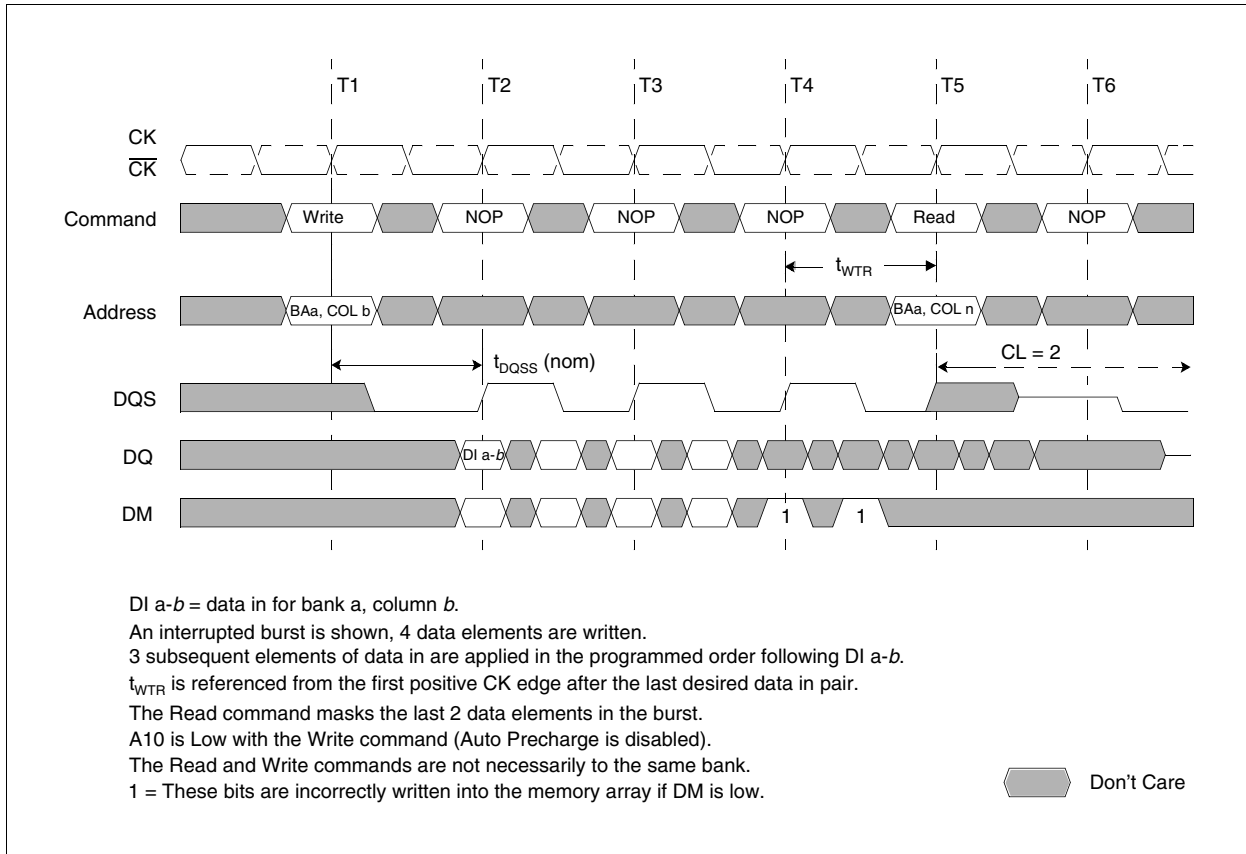 T1 T2 T3 T4 T5 T6
CK
CK
Command Write NOP NOP NOP Read NOP
tWTR
Address BAa, COL b BAa, COL n
tDQSS (nom) CL = 2
DQS
DQ DI a-b
DM 1 1
DI a-b = data in for bank a, column b.
An interrupted burst is shown, 4 data elements are written.
3 subsequent elements of data in are applied in the programmed order following DI a-b.
tWTR is referenced from the first positive CK edge after the last desired data in pair.
The Read command masks the last 2 data elements in the burst.
A10 is Low with the Write command (Auto Precharge is disabled).
The Read and Write commands are not necessarily to the same bank.
1 = These bits are incorrectly written into the memory array if DM is low.
Don't Care